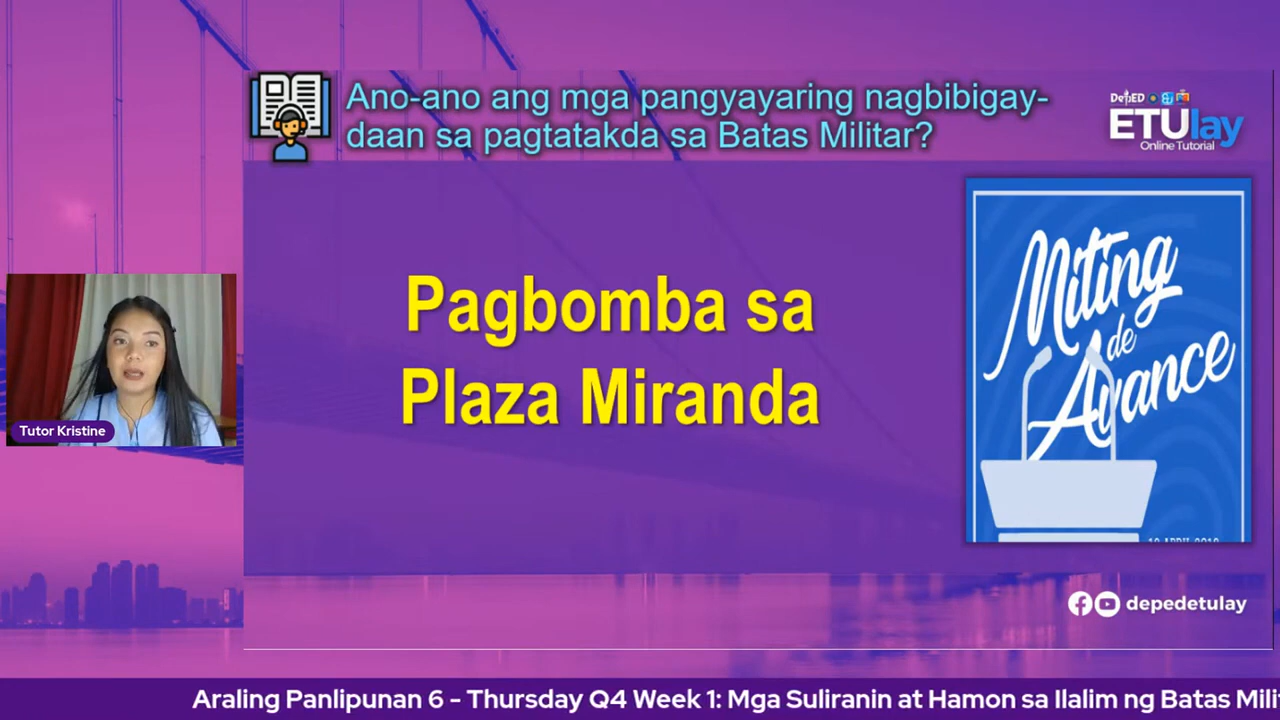 Ano-ano ang mga pangyayaring nagbibigay-
daan sa pagtatakda sa Batas Militar?
DepED
ETUlay
Online Tutorial
Pagbomba sa
Plaza Miranda
Miting
de
Avance
Tutor Kristine
depedetulay
Araling Panlipunan 6 - Thursday Q4 Week 1: Mga Suliranin at Hamon sa Ilalim ng Batas Mili